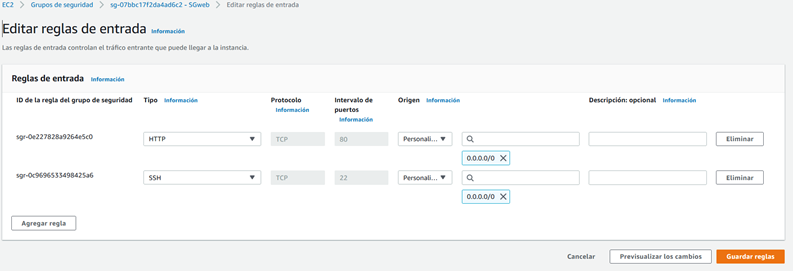 EC2 > Grupos de seguridad > sg-07bbc17f2da4ad6c2 - SGweb > Editar reglas de entrada
Editar reglas de entrada Información
Las reglas de entrada controlan el tráfico entrante que puede llegar a la instancia.
Reglas de entrada Información
ID de la regla del grupo de seguridad Tipo Información Protocolo Información Intervalo de puertos Información Origen Información Descripción: opcional Información
sgr-0e227828a9264e5c0 HTTP TCP 80 Personali... Eliminar
0.0.0.0/0
sgr-0c9696533498425a6 SSH TCP 22 Personali... Eliminar
0.0.0.0/0
Agregar regla
Cancelar Previsualizar los cambios Guardar reglas